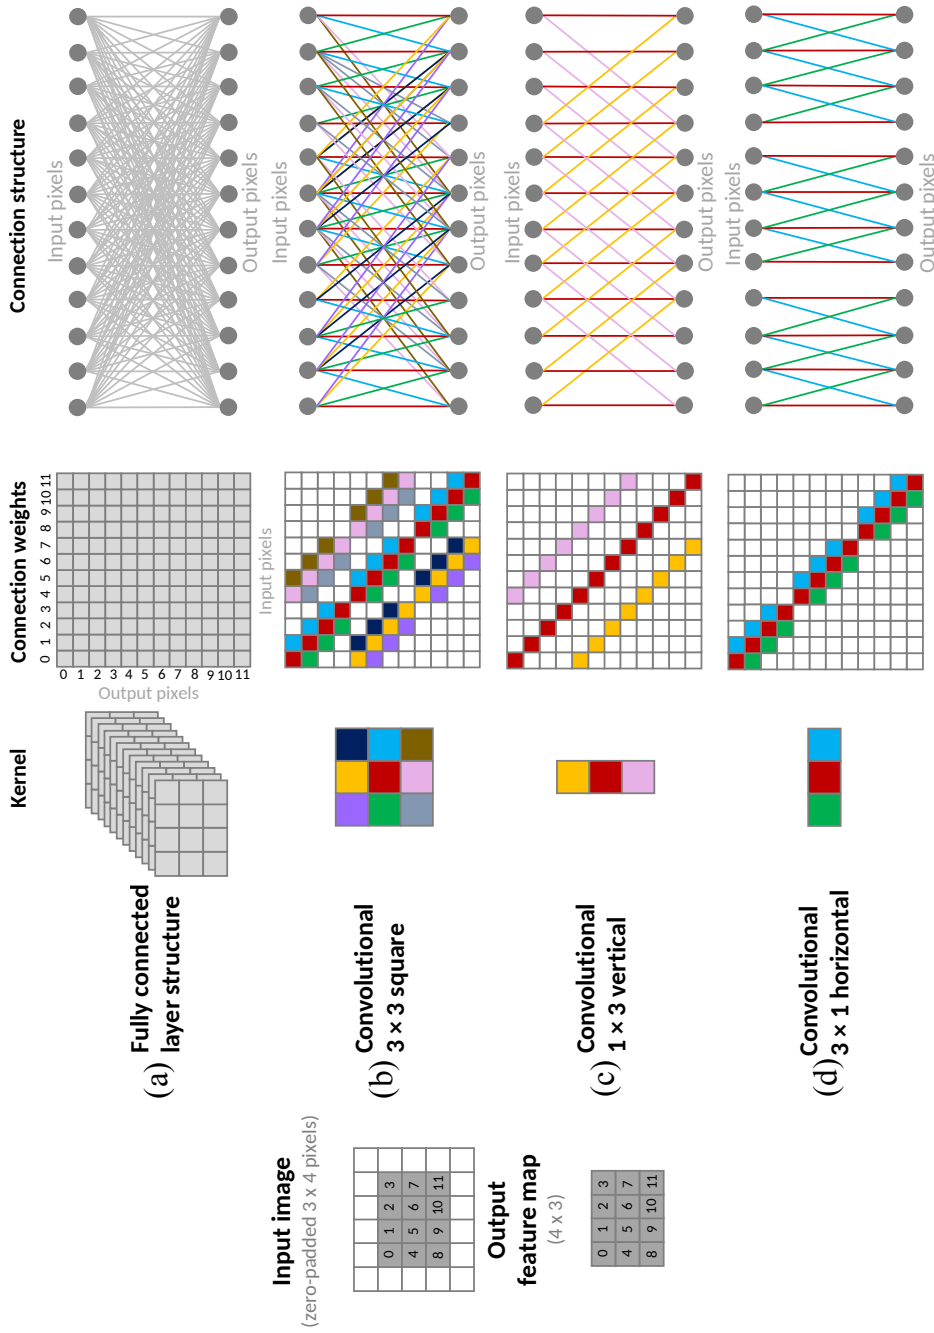 Kernel
Connection weights
Connection structure
Input image
(zero-padded 3 x 4 pixels)
0 1 2 3
4 5 6 7
8 9 10 11
Output
feature map
(4 x 3)
0 1 2 3
4 5 6 7
8 9 10 11
(a)
Fully connected
layer structure
Output pixels
0 1 2 3 4 5 6 7 8 9 10 11
0 1 2 3 4 5 6 7 8 9 10 11
Input pixels
Input pixels
Output pixels
(b)
Convolutional
3 × 3 square
Input pixels
Output pixels
(c)
Convolutional
1 × 3 vertical
Input pixels
Output pixels
(d)
Convolutional
3 × 1 horizontal
Input pixels
Output pixels